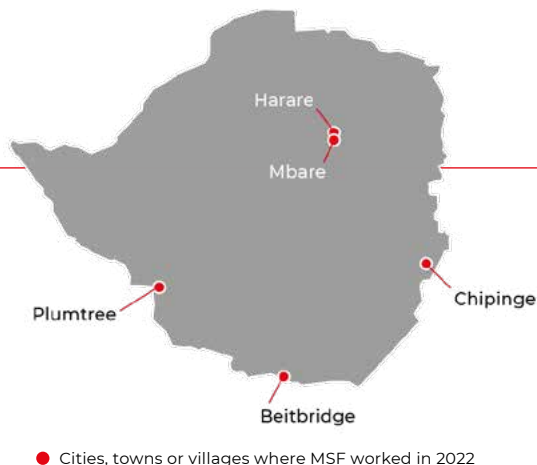 Harare
Mbare
Chipinge
Plumtree
Beitbridge
Cities, towns or villages where MSF worked in 2022